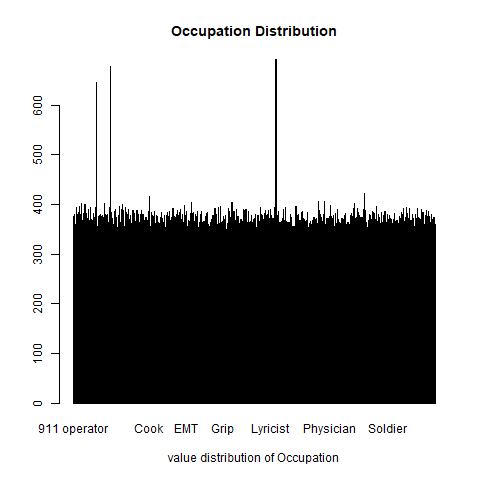 Occupation Distribution
600
500
400
300
200
100
0
911 operator Cook EMT Grip Lyricist Physician Soldier
value distribution of Occupation